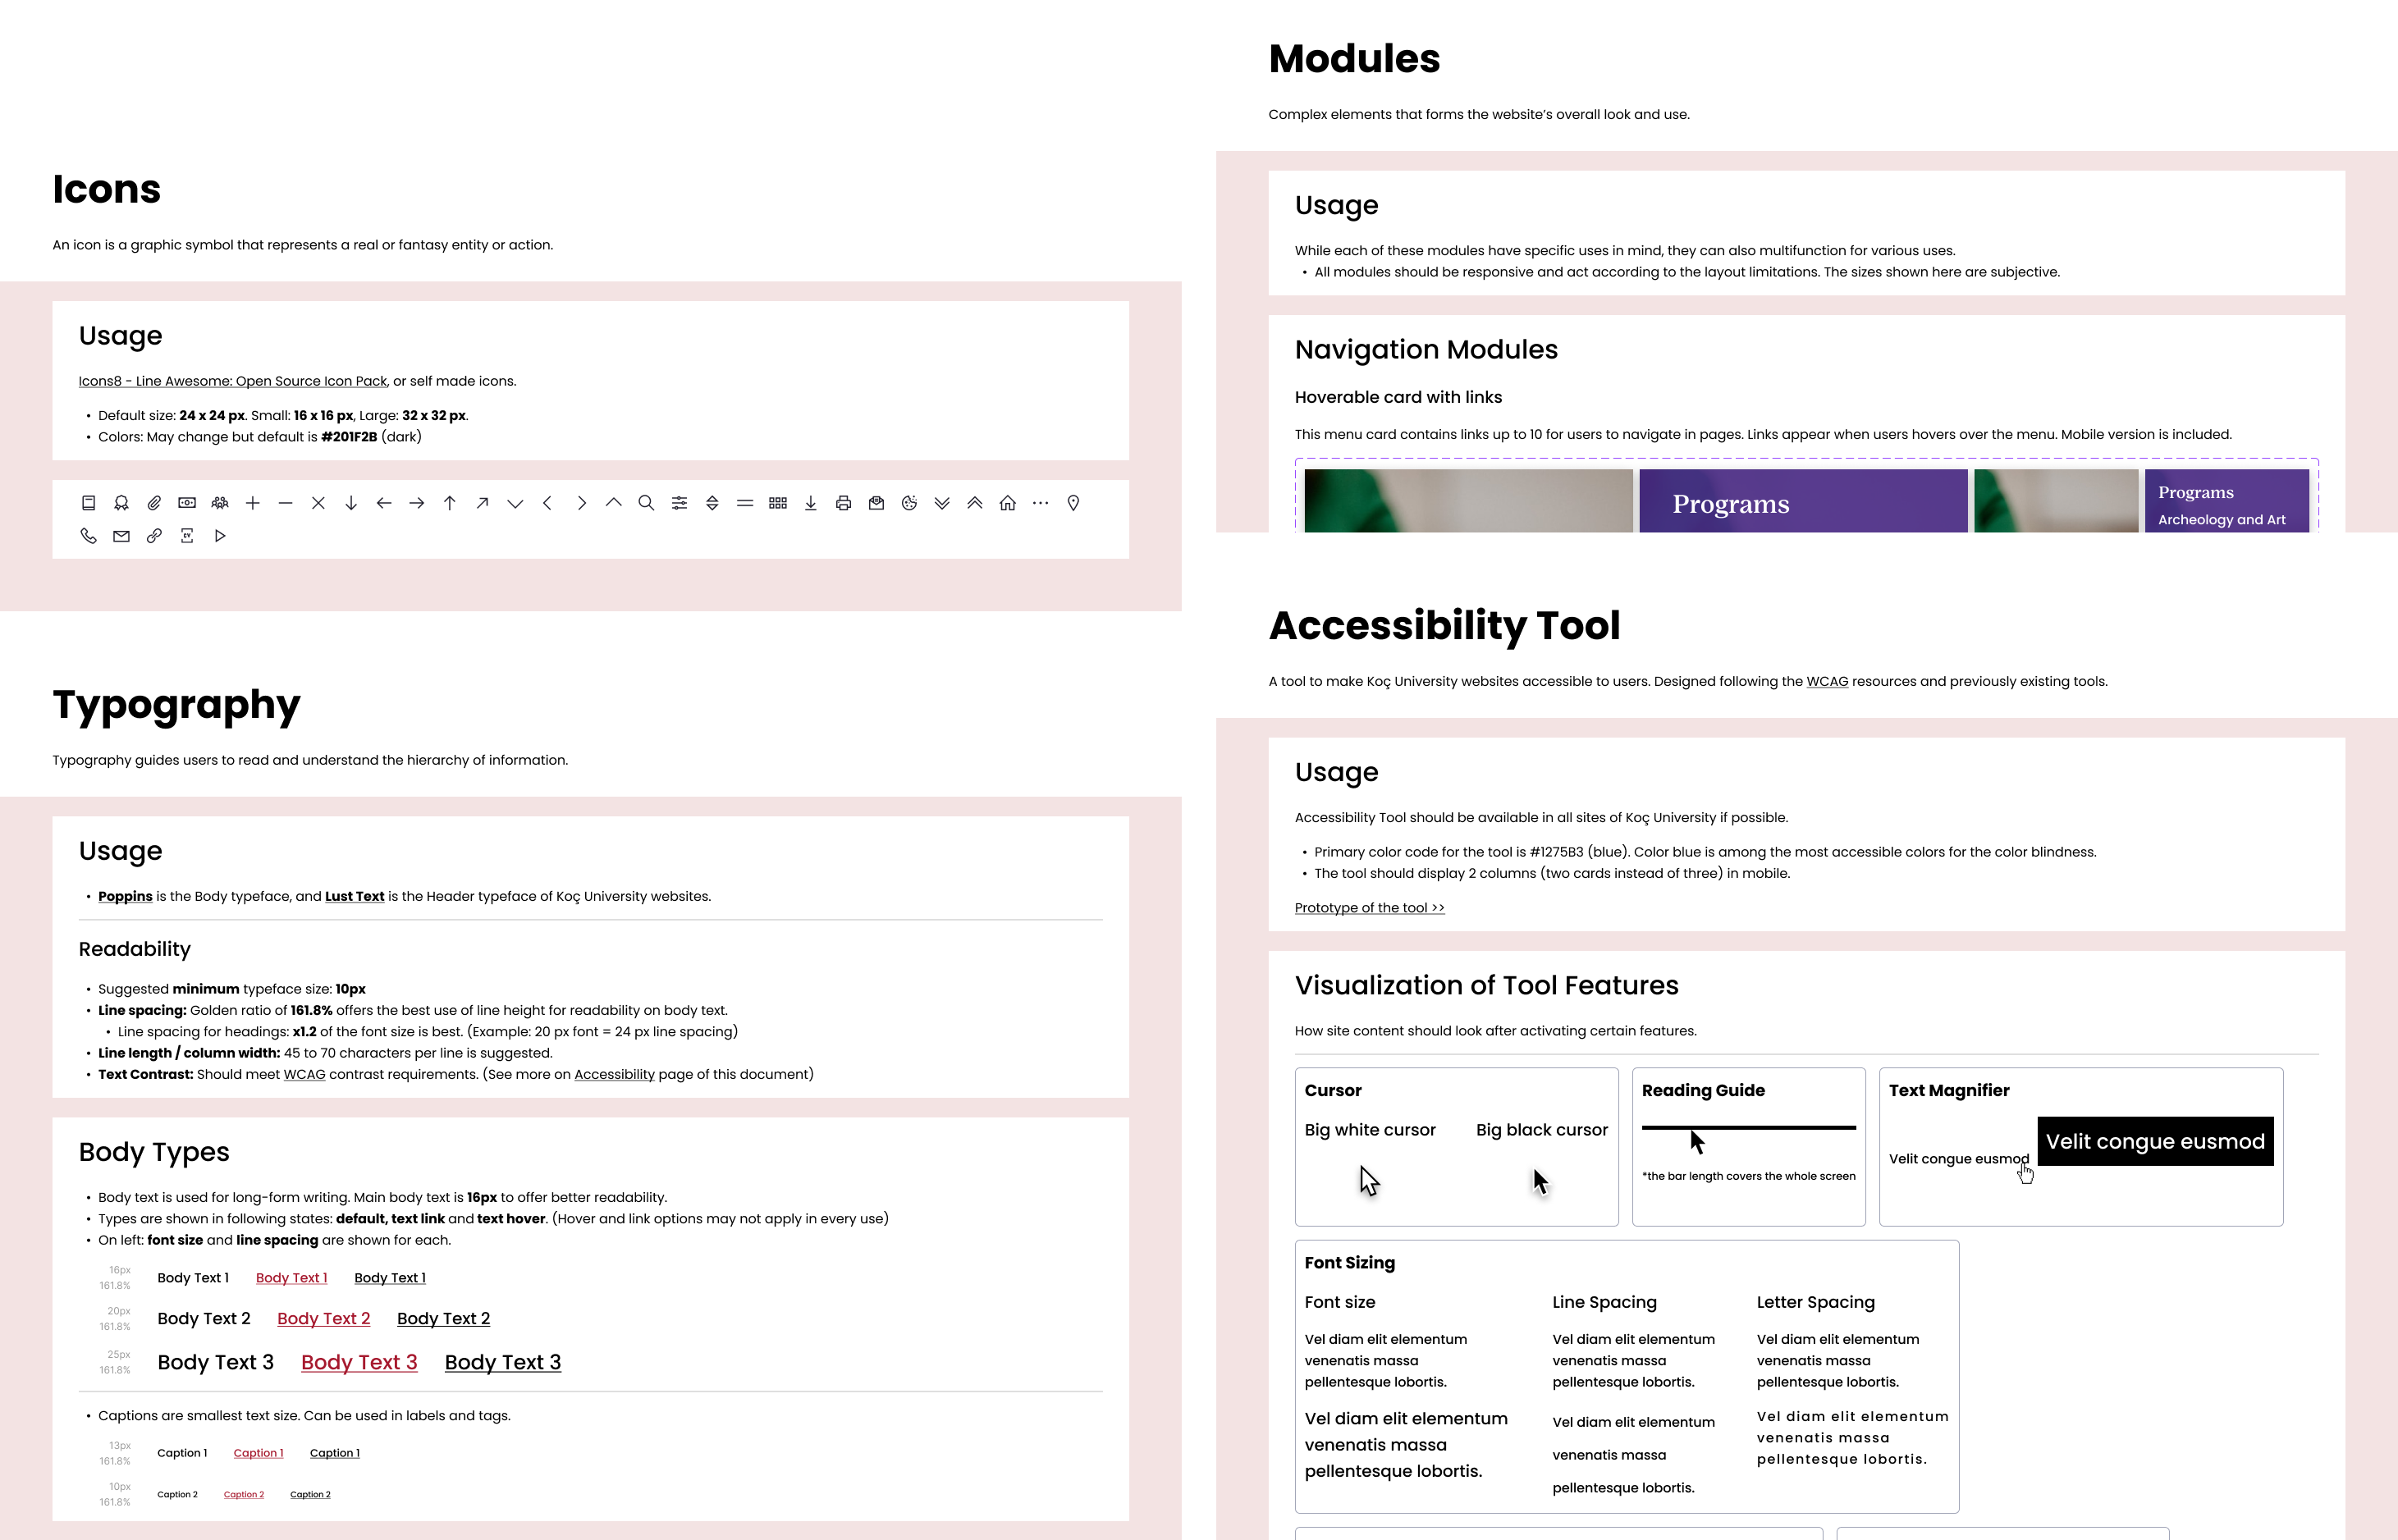 Icons
An icon is a graphic symbol that represents a real or fantasy entity or action.
Usage
Icons8 - Line Awesome: Open Source Icon Pack, or self made icons.
• Default size: 24 x 24 px. Small: 16 x 16 px, Large: 32 x 32 px.
• Colors: May change but default is #201F2B (dark)
Typography
Typography guides users to read and understand the hierarchy of information.
Usage
• Poppins is the Body typeface, and Lust Text is the Header typeface of Koç University websites.
Readability
• Suggested minimum typeface size: 10px
• Line spacing: Golden ratio of 161.8% offers the best use of line height for readability on body text.
• Line spacing for headings: x1.2 of the font size is best. (Example: 20 px font = 24 px line spacing)
• Line length / column width: 45 to 70 characters per line is suggested.
• Text Contrast: Should meet WCAG contrast requirements. (See more on Accessibility page of this document)
Body Types
• Body text is used for long-form writing. Main body text is 16px to offer better readability.
• Types are shown in following states: default, text link and text hover. (Hover and link options may not apply in every use)
• On left: font size and line spacing are shown for each.
16px
161.8%
Body Text 1 Body Text 1 Body Text 1
20px
161.8%
Body Text 2 Body Text 2 Body Text 2
25px
161.8%
Body Text 3 Body Text 3 Body Text 3
• Captions are smallest text size. Can be used in labels and tags.
13px
161.8%
Caption 1 Caption 1 Caption 1
10px
161.8%
Caption 2 Caption 2 Caption 2
Modules
Complex elements that forms the website's overall look and use.
Usage
While each of these modules have specific uses in mind, they can also multifunction for various uses.
• All modules should be responsive and act according to the layout limitations. The sizes shown here are subjective.
Navigation Modules
Hoverable card with links
This menu card contains links up to 10 for users to navigate in pages. Links appear when users hovers over the menu. Mobile version is included.
Programs
Programs
Archeology and Art
Accessibility Tool
A tool to make Koç University websites accessible to users. Designed following the WCAG resources and previously existing tools.
Usage
Accessibility Tool should be available in all sites of Koç University if possible.
• Primary color code for the tool is #1275B3 (blue). Color blue is among the most accessible colors for the color blindness.
• The tool should display 2 columns (two cards instead of three) in mobile.
Prototype of the tool >>
Visualization of Tool Features
How site content should look after activating certain features.
Cursor
Big white cursor Big black cursor
Reading Guide
*the bar length covers the whole screen
Text Magnifier
Velit congue eusmod
Velit congue eusmod
Font Sizing
Font size
Vel diam elit elementum
venenatis massa
pellentesque lobortis.
Vel diam elit elementum
venenatis massa
pellentesque lobortis.
Line Spacing
Vel diam elit elementum
venenatis massa
pellentesque lobortis.
Vel diam elit elementum
venenatis massa
pellentesque lobortis.
Letter Spacing
Vel diam elit elementum
venenatis massa
pellentesque lobortis.
Vel diam elit elementum
venenatis massa
pellentesque lobortis.